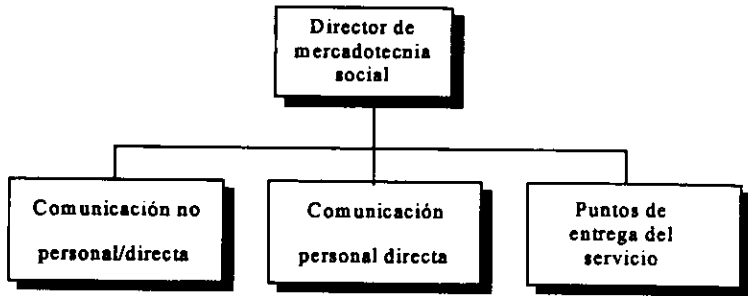 Director de
mercadotecnia
social
Comunicación no
personal/directa
Comunicación
personal directa
Puntos de
entrega del
servicio